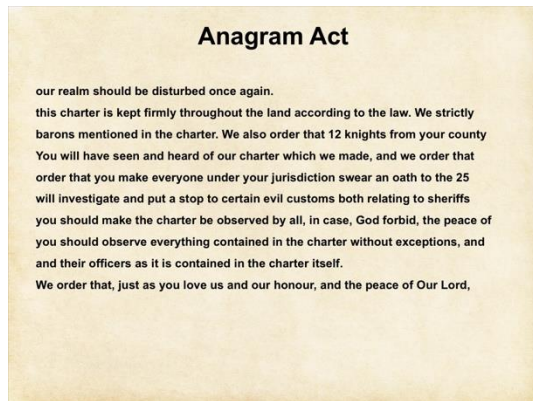 Anagram Act
our realm should be disturbed once again.
this charter is kept firmly throughout the land according to the law. We strictly
barons mentioned in the charter. We also order that 12 knights from your county
You will have seen and heard of our charter which we made, and we order that
order that you make everyone under your jurisdiction swear an oath to the 25
will investigate and put a stop to certain evil customs both relating to sheriffs
you should make the charter be observed by all, in case, God forbid, the peace of
you should observe everything contained in the charter without exceptions, and
and their officers as it is contained in the charter itself.
We order that, just as you love us and our honour, and the peace of Our Lord,